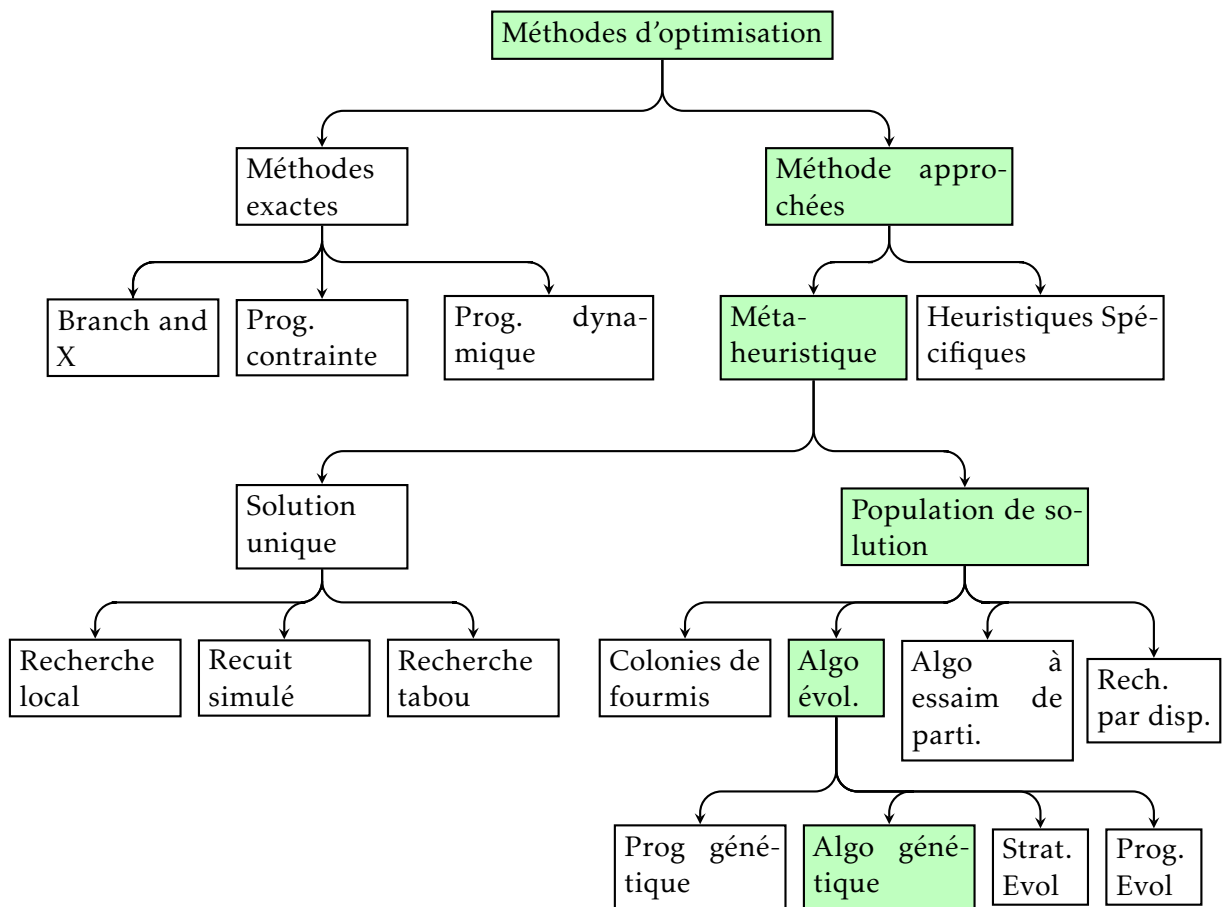 Méthodes d'optimisation
Méthodes
exactes
Méthode appro-
chées
Branch and
X
Prog.
contrainte
Prog. dyna-
mique
Méta-
heuristique
Heuristiques Spé-
cifiques
Solution
unique
Population de so-
lution
Recherche
local
Recuit
simulé
Recherche
tabou
Colonies de
fourmis
Algo
évol.
Algo à
essaim de
parti.
Rech.
par disp.
Prog géné-
tique
Algo géné-
tique
Strat.
Evol
Prog.
Evol